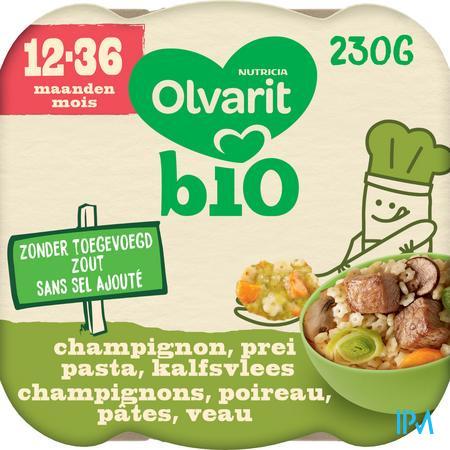 12-36
maanden
mois
NUTRICIA
Olvarit
bio
230G
ZONDER TOEGEVOEGD
ZOUT
SANS SEL AJOUTÉ
champignon, prei
pasta, kalfsvlees
champignons, poireau,
pâtes, veau
IPM